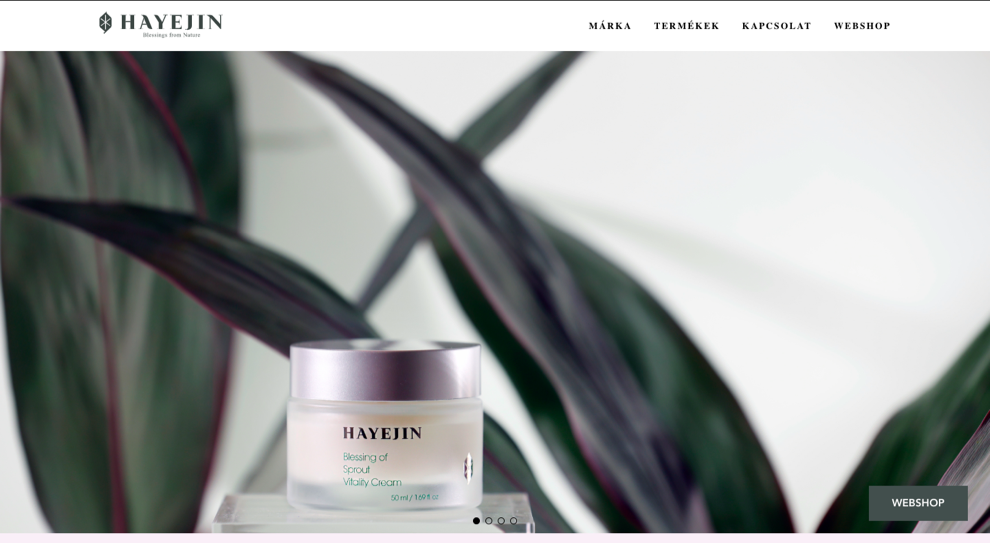 HAYEJIN
Blessings from Nature
MÁRKA
TERMÉKEK
KAPCSOLAT
WEBSHOP
HAYEJIN
Blessing of
Sprout
Vitality Cream
50 ml / 1.69 fl oz
WEBSHOP